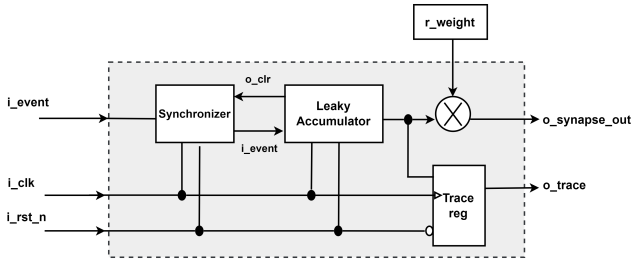 r_weight
o_clr
i_event
Synchronizer
Leaky
Accumulator
i_event
o_synapse_out
i_clk
o_trace
Trace
reg
i_rst_n